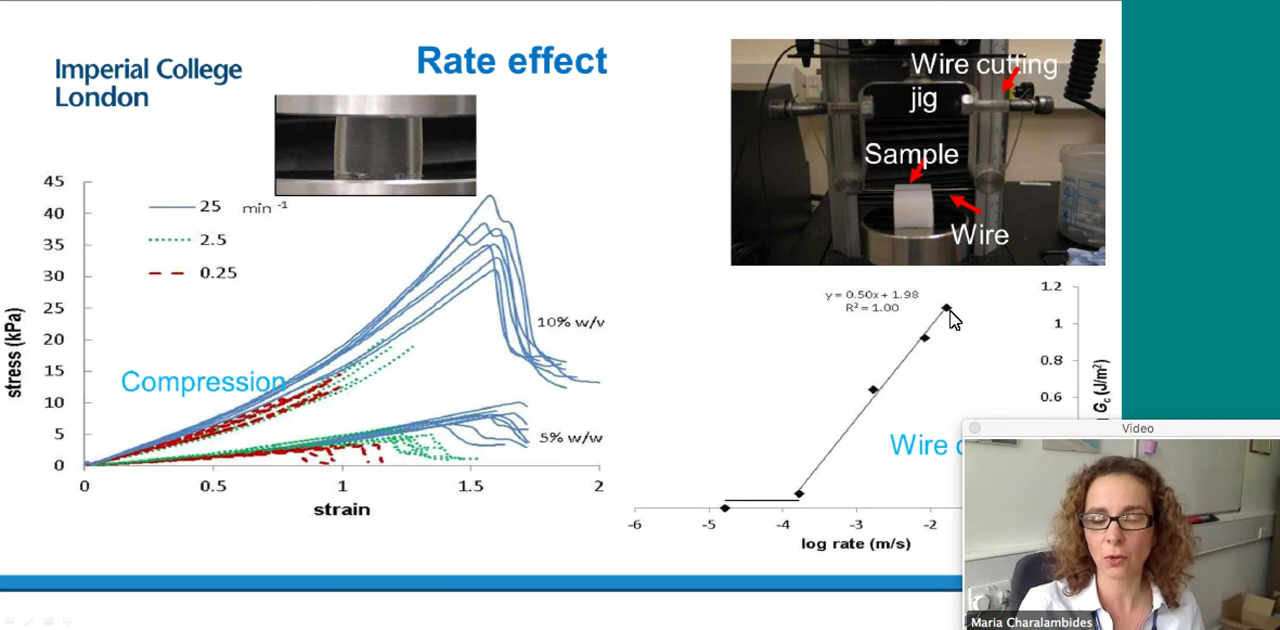 Imperial College
London
Rate effect
Wire cutting
jig
Sample
Wire
45
40
35
30
25
20
15
10
5
0
stress (kPa)
25 min -1
2.5
0.25
Compression
10% w/v
5% w/w
0 0.5 1 1.5 2
strain
y = 0.50x + 1.98
R² = 1.00
1.2
1
0.8
0.6
Gc (J/m²)
Wire
-6 -5 -4 -3 -2
log rate (m/s)
Video
Maria Charalambides